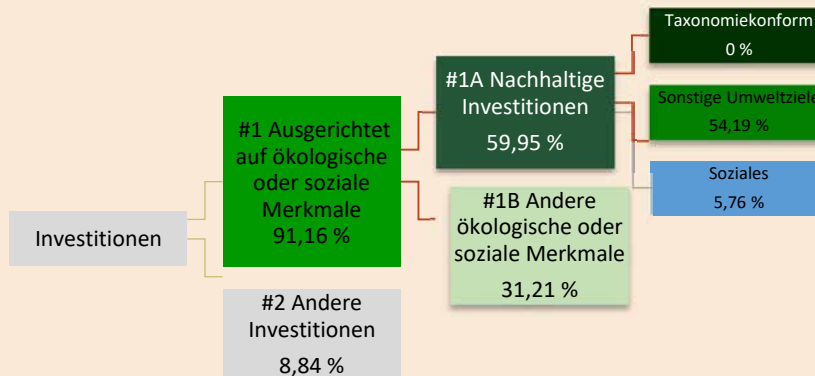 Investitionen
#1 Ausgerichtet
auf ökologische
oder soziale
Merkmale
91,16 %
#2 Andere
Investitionen
8,84 %
#1A Nachhaltige
Investitionen
59,95 %
#1B Andere
ökologische oder
soziale Merkmale
31,21 %
Taxonomiekonform
0 %
Sonstige Umweltziele
54,19 %
Soziales
5,76 %